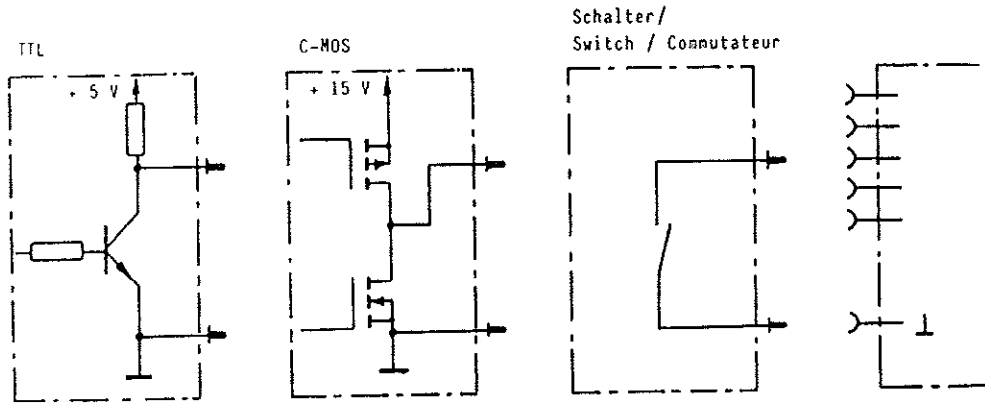 Schalter/
TTL
C-MOS
Switch / Commutateur
+ 5 V
+ 15 V